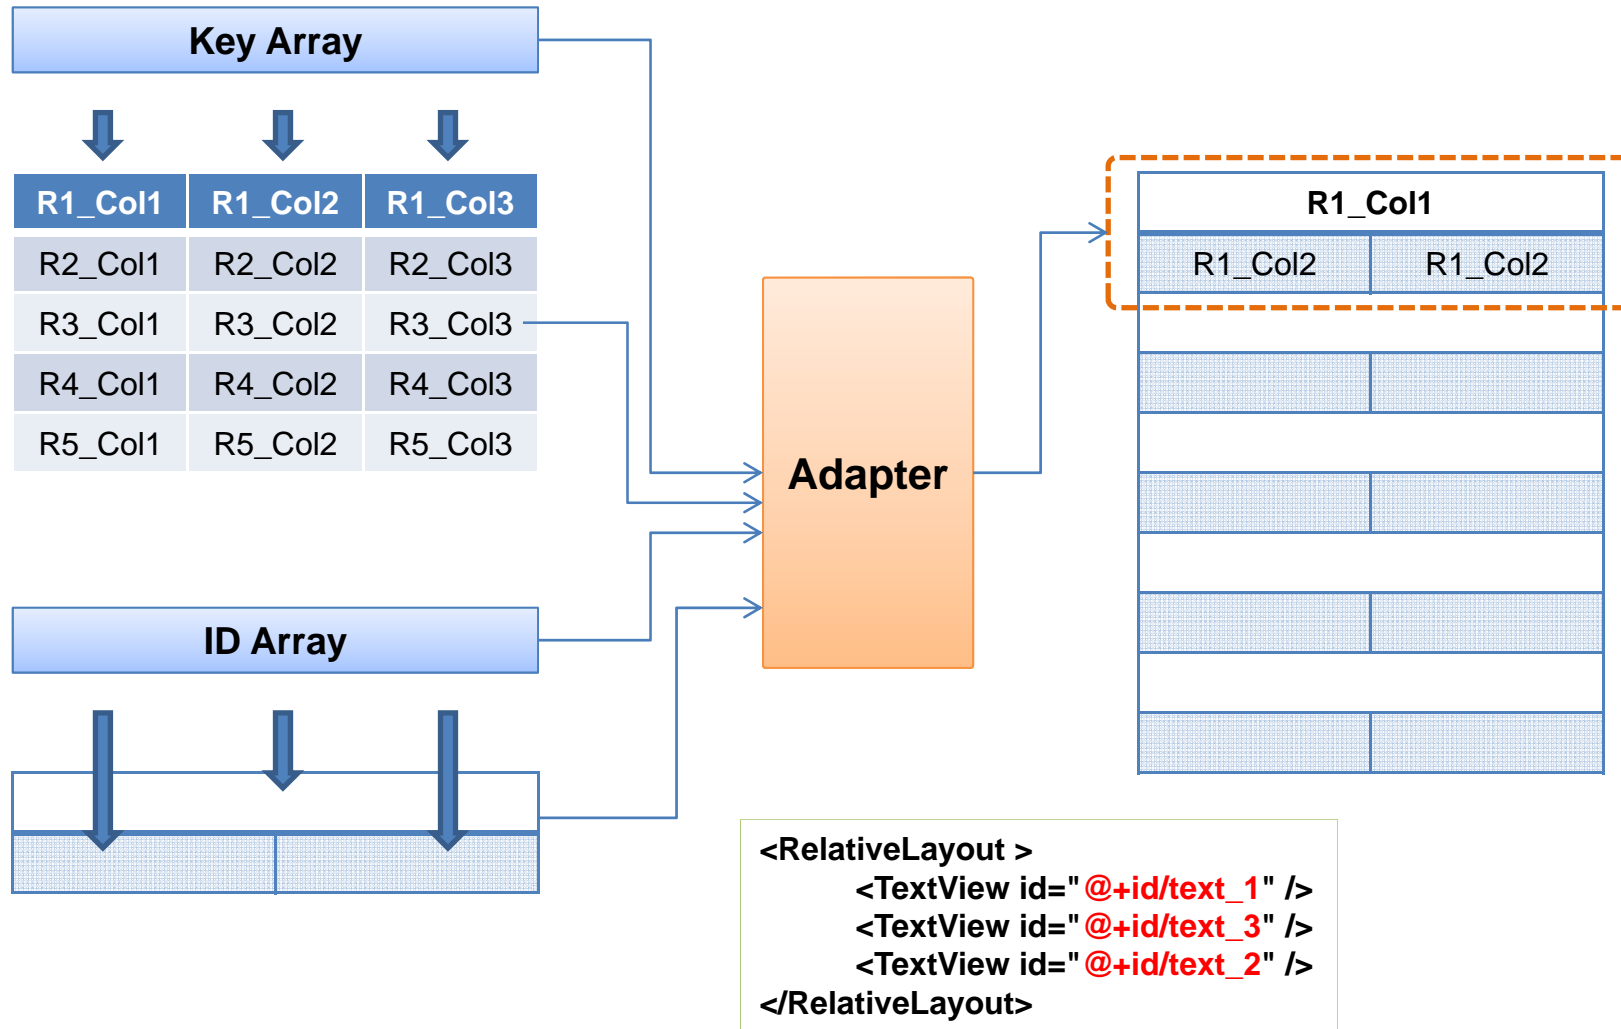 Key Array
R1_Col1 R1_Col2 R1_Col3
R2_Col1 R2_Col2 R2_Col3
R3_Col1 R3_Col2 R3_Col3
R4_Col1 R4_Col2 R4_Col3
R5_Col1 R5_Col2 R5_Col3
ID Array
Adapter
R1_Col1
R1_Col2 R1_Col2
<RelativeLayout >
<TextView id="@+id/text_1" />
<TextView id="@+id/text_3" />
<TextView id="@+id/text_2" />
</RelativeLayout>